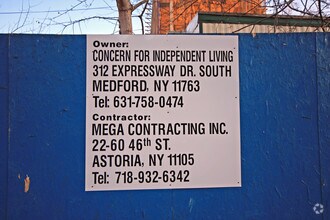 Owner:
CONCERN FOR INDEPENDENT LIVING
312 EXPRESSWAY DR. SOUTH
MEDFORD, NY 11763
Tel: 631-758-0474
Contractor:
MEGA CONTRACTING INC.
22-60 46th ST.
ASTORIA, NY 11105
Tel: 718-932-6342